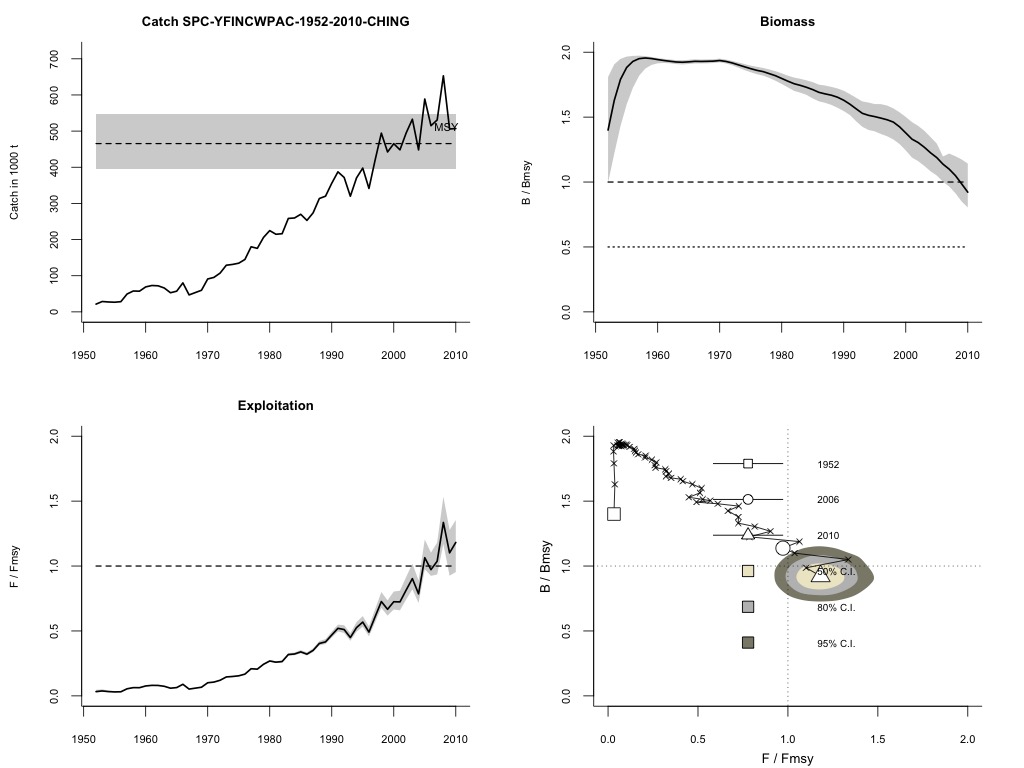 Catch SPC-YFINCWPAC-1952-2010-CHING
Catch in 1000 t
700
600
500
400
300
200
100
0
MSY
1950 1960 1970 1980 1990 2000 2010
Biomass
B / Bmsy
2.0
1.5
1.0
0.5
0.0
1950 1960 1970 1980 1990 2000 2010
Exploitation
F / Fmsy
2.0
1.5
1.0
0.5
0.0
1950 1960 1970 1980 1990 2000 2010
B / Bmsy
2.0
1.5
1.0
0.5
0.0
1952
2006
2010
50% C.I.
80% C.I.
95% C.I.
0.0 0.5 1.0 1.5 2.0
F / Fmsy